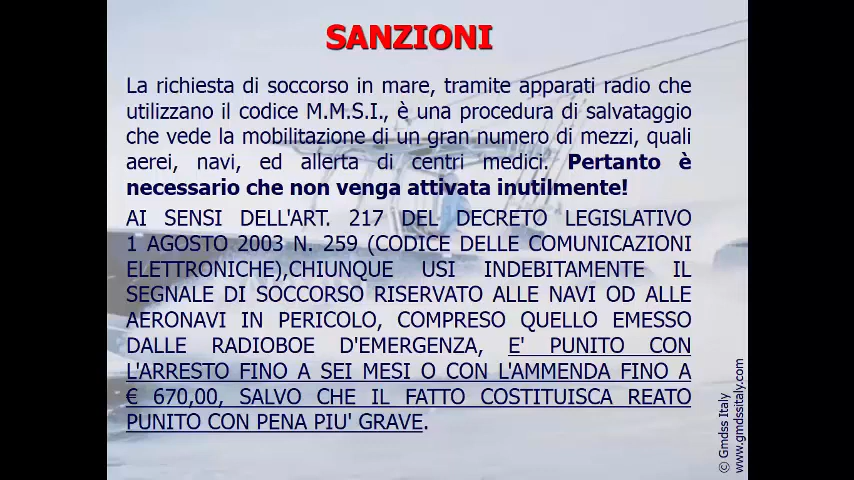 SANZIONI
La richiesta di soccorso in mare, tramite apparati radio che
utilizzano il codice M.M.S.I., è una procedura di salvataggio
che vede la mobilitazione di un gran numero di mezzi, quali
aerei, navi, ed allerta di centri medici. Pertanto è
necessario che non venga attivata inutilmente!
AI SENSI DELL'ART. 217 DEL DECRETO LEGISLATIVO
1 AGOSTO 2003 N. 259 (CODICE DELLE COMUNICAZIONI
ELETTRONICHE),CHIUNQUE USI INDEBITAMENTE IL
SEGNALE DI SOCCORSO RISERVATO ALLE NAVI OD ALLE
AERONAVI IN PERICOLO, COMPRESO QUELLO EMESSO
DALLE RADIOBOE D'EMERGENZA, E' PUNITO CON
L'ARRESTO FINO A SEI MESI O CON L'AMMENDA FINO A
€ 670,00, SALVO CHE IL FATTO COSTITUISCA REATO
PUNITO CON PENA PIU' GRAVE.
© Gmdss Italy
www.gmdssitaly.com